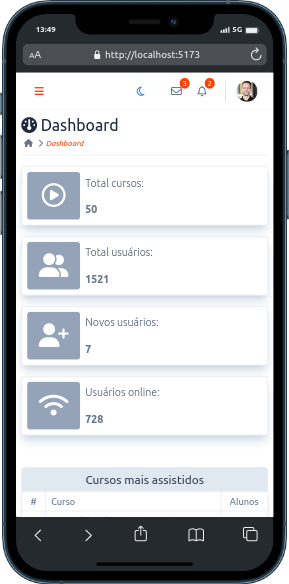 13:49
5G
AA http://localhost:5173
3
2
Dashboard
Dashboard
Total cursos:
50
Total usuários:
1521
Novos usuários:
7
Usuários online:
728
Cursos mais assistidos
# Curso Alunos